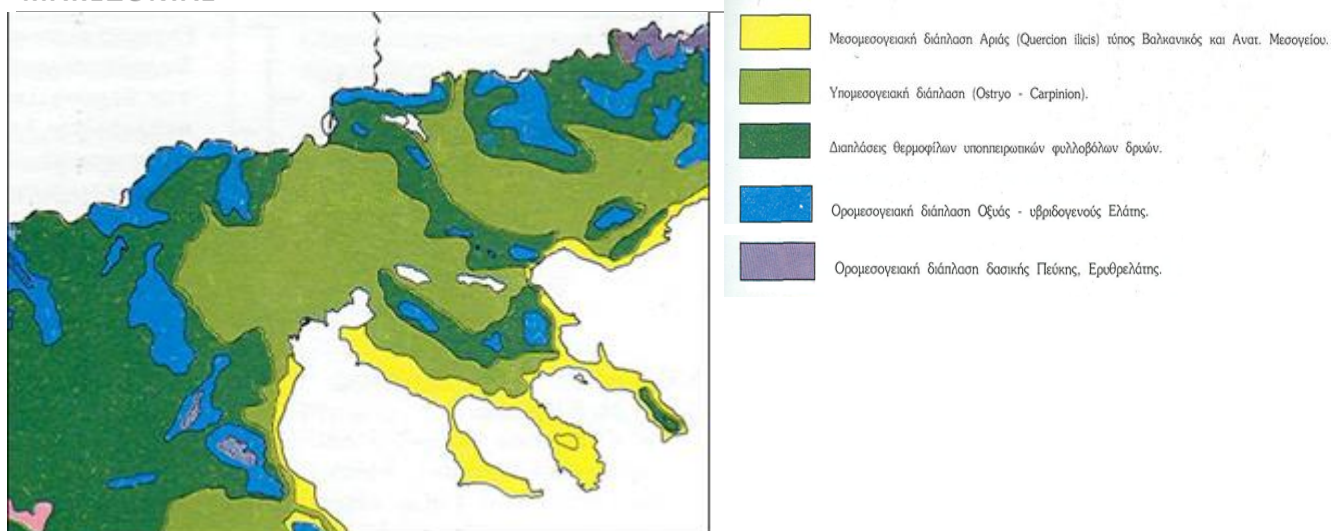 Μεσομεσογειακή διάπλαση Αριάς (Quercion ilicis) τύπος Βαλκανικός και Ανατ. Μεσογείου.
Υπομεσογειακή διάπλαση (Ostryo - Carpinion).
Διαπλάσεις θερμοφίλων υποηπειρωτικών φυλλοβόλων δρυών.
Ορομεσογειακή διάπλαση Οξυάς - υβριδογενούς Ελάτης.
Ορομεσογειακή διάπλαση δασικής Πεύκης, Ερυθρελάτης.